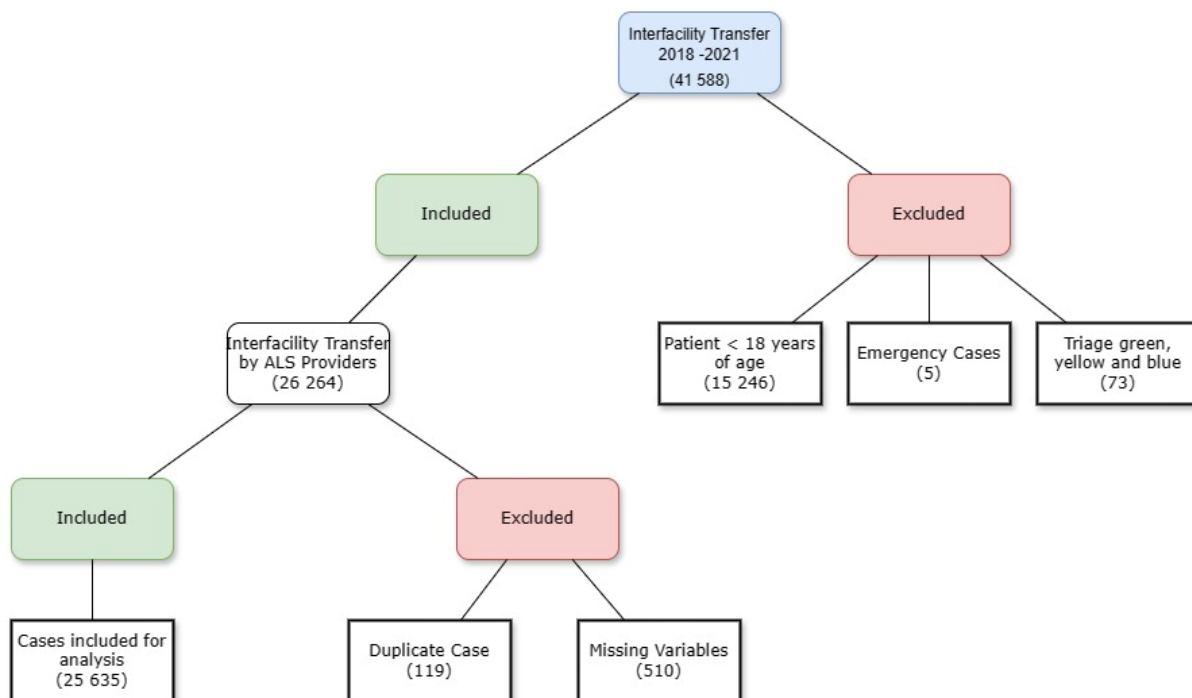 Interfacility Transfer
2018 -2021
(41 588)
Included
Excluded
Interfacility Transfer
by ALS Providers
(26 264)
Patient < 18 years
of age
(15 246)
Emergency Cases
(5)
Triage green,
yellow and blue
(73)
Included
Excluded
Cases included for
analysis
(25 635)
Duplicate Case
(119)
Missing Variables
(510)